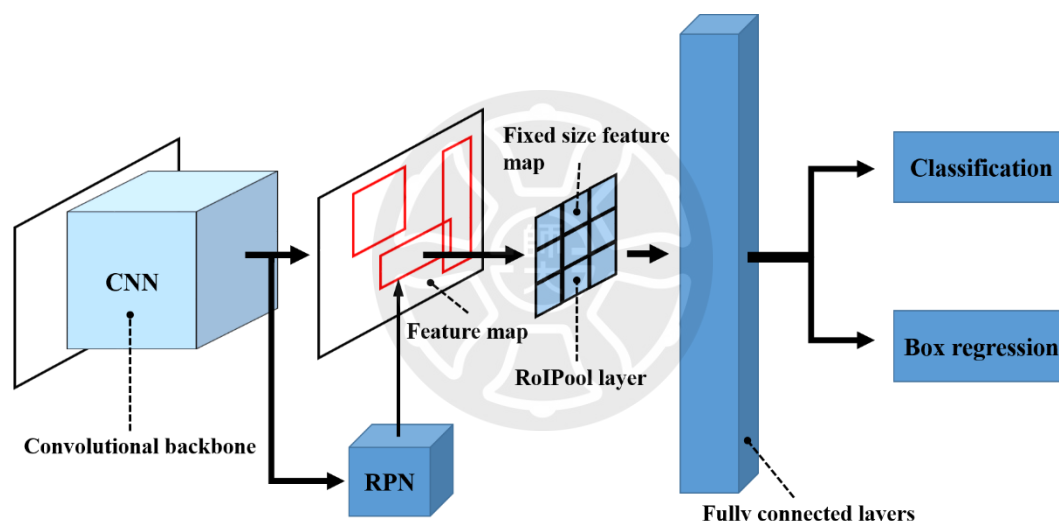 CNN
Convolutional backbone
RPN
Feature map
Fixed size feature
map
RoIPool layer
Fully connected layers
Classification
Box regression